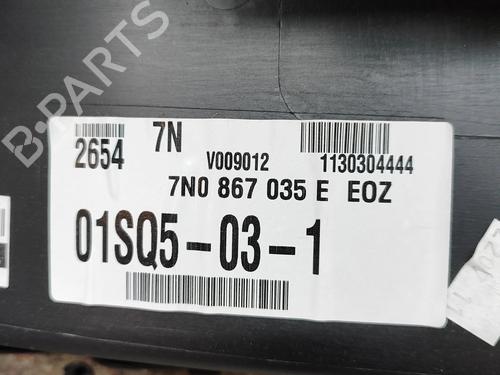 7N
2654 V009012 1130304444
7N0 867 035 E EOZ
01SQ5-03-1
B-PARTS